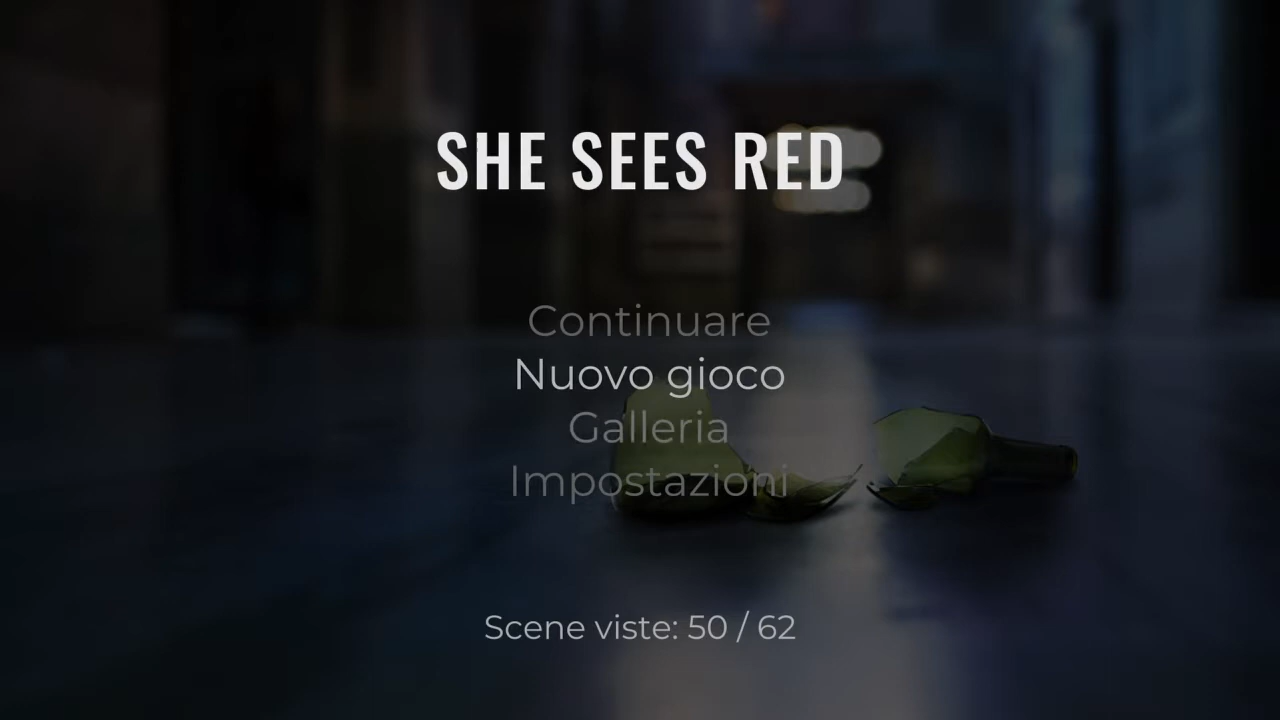 SHE SEES RED
Continuare
Nuovo gioco
Galleria
Impostazioni
Scene viste: 50 / 62